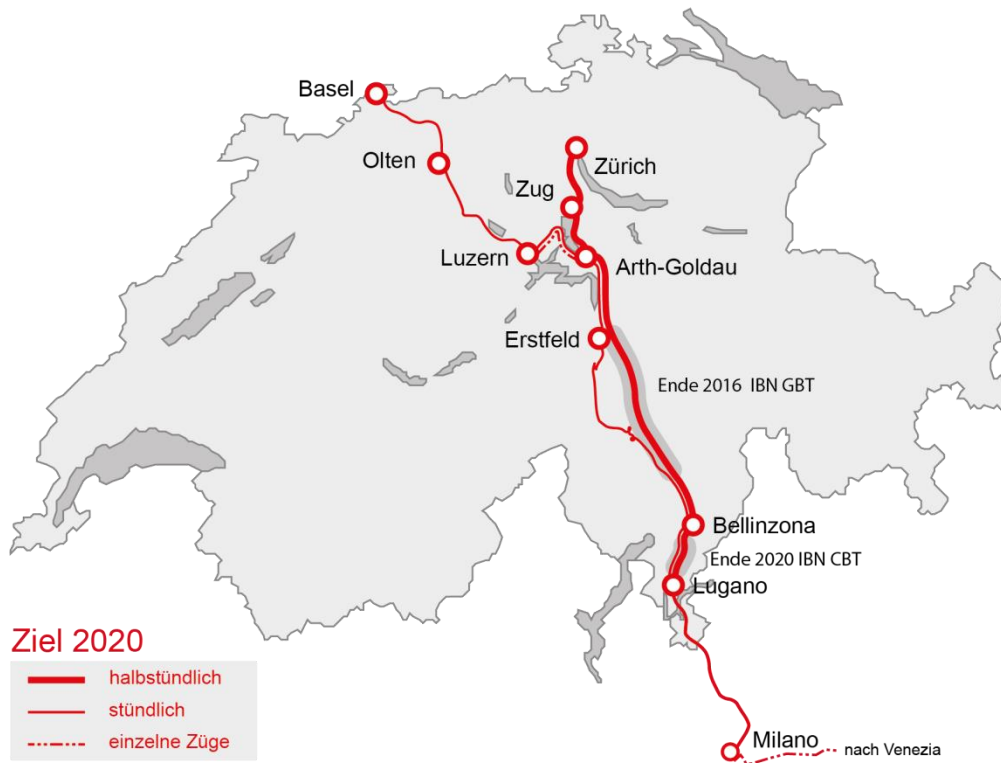 Basel
Olten
Zürich
Zug
Luzern
Arth-Goldau
Erstfeld
Ende 2016 IBN GBT
Bellinzona
Ende 2020 IBN CBT
Lugano
Ziel 2020
halbstündlich
stündlich
einzelne Züge
Milano
nach Venezia